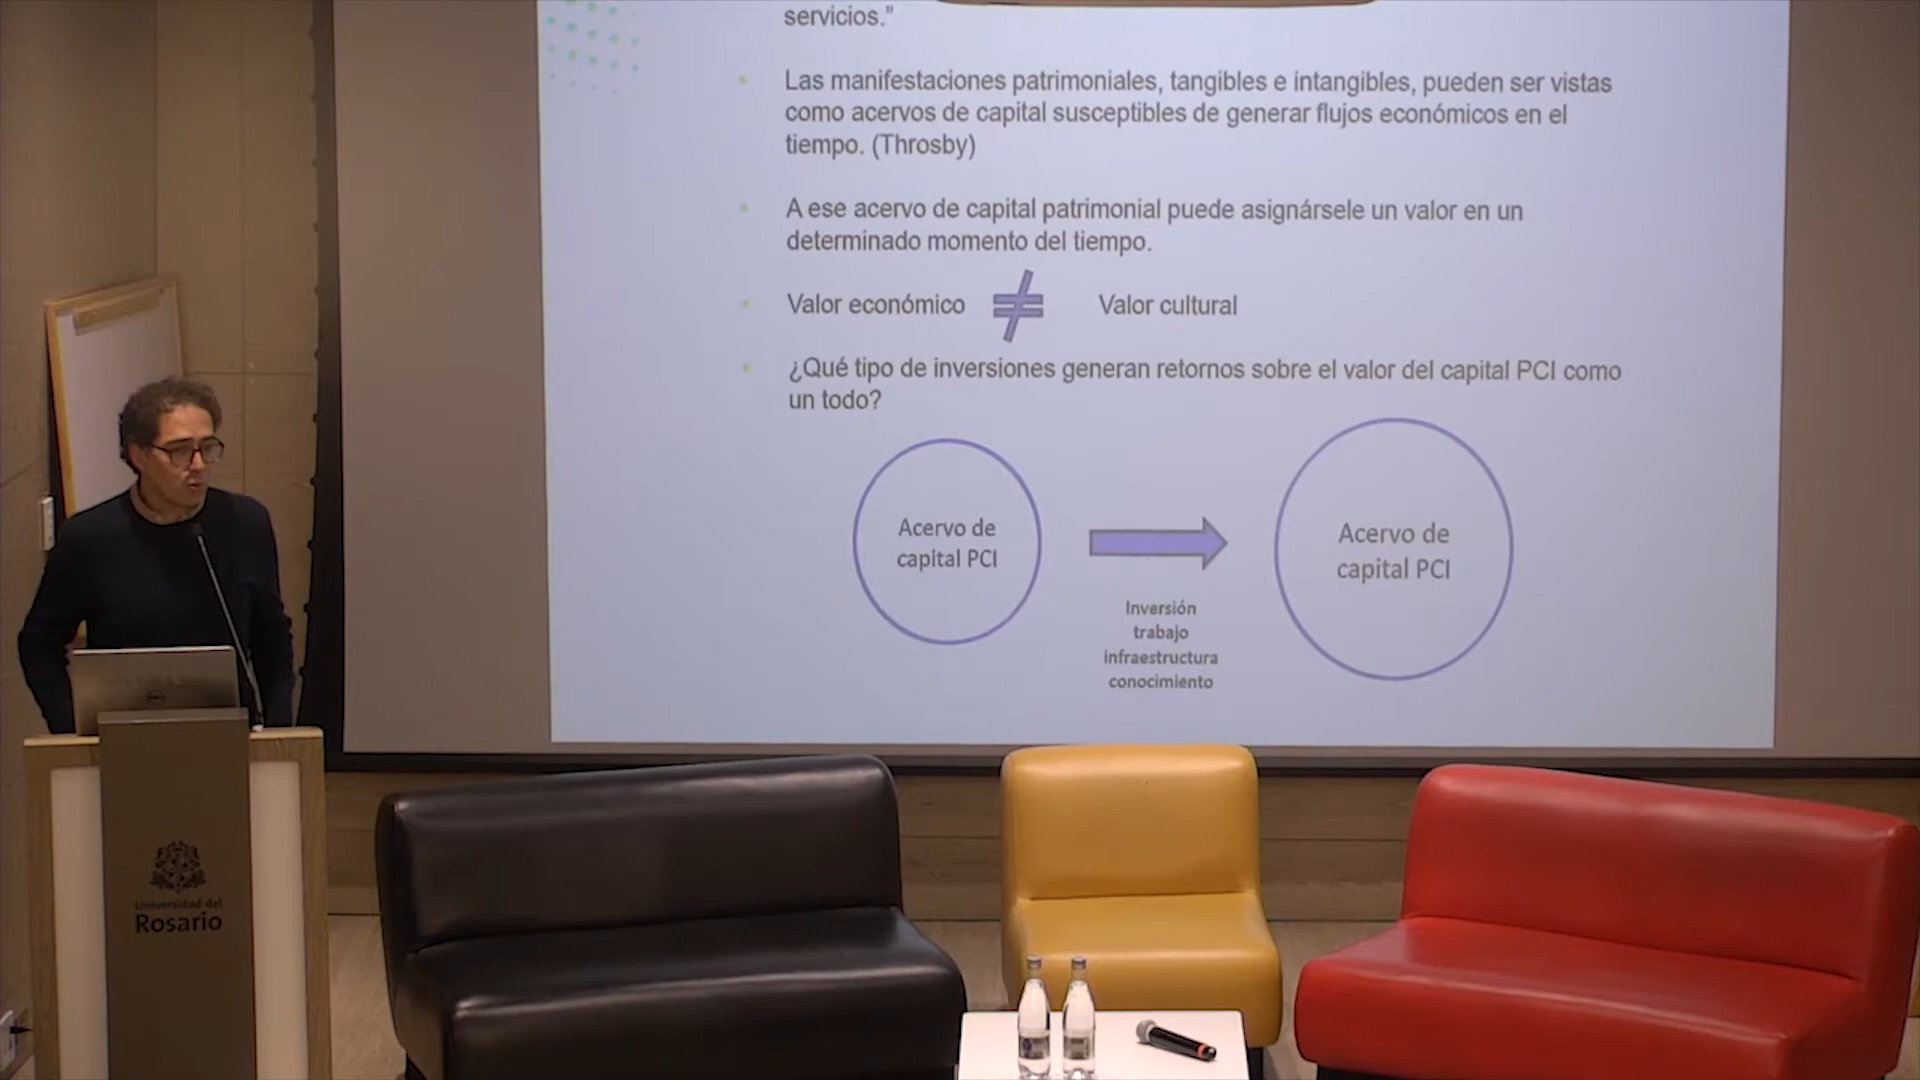 servicios.”
Las manifestaciones patrimoniales, tangibles e intangibles, pueden ser vistas
como acervos de capital susceptibles de generar flujos económicos en el
tiempo. (Throsby)
A ese acervo de capital patrimonial puede asignársele un valor en un
determinado momento del tiempo.
Valor económico ≠ Valor cultural
¿Qué tipo de inversiones generan retornos sobre el valor del capital PCI como
un todo?
Acervo de
capital PCI
Inversión
trabajo
infraestructura
conocimiento
Acervo de
capital PCI
Universidad del
Rosario